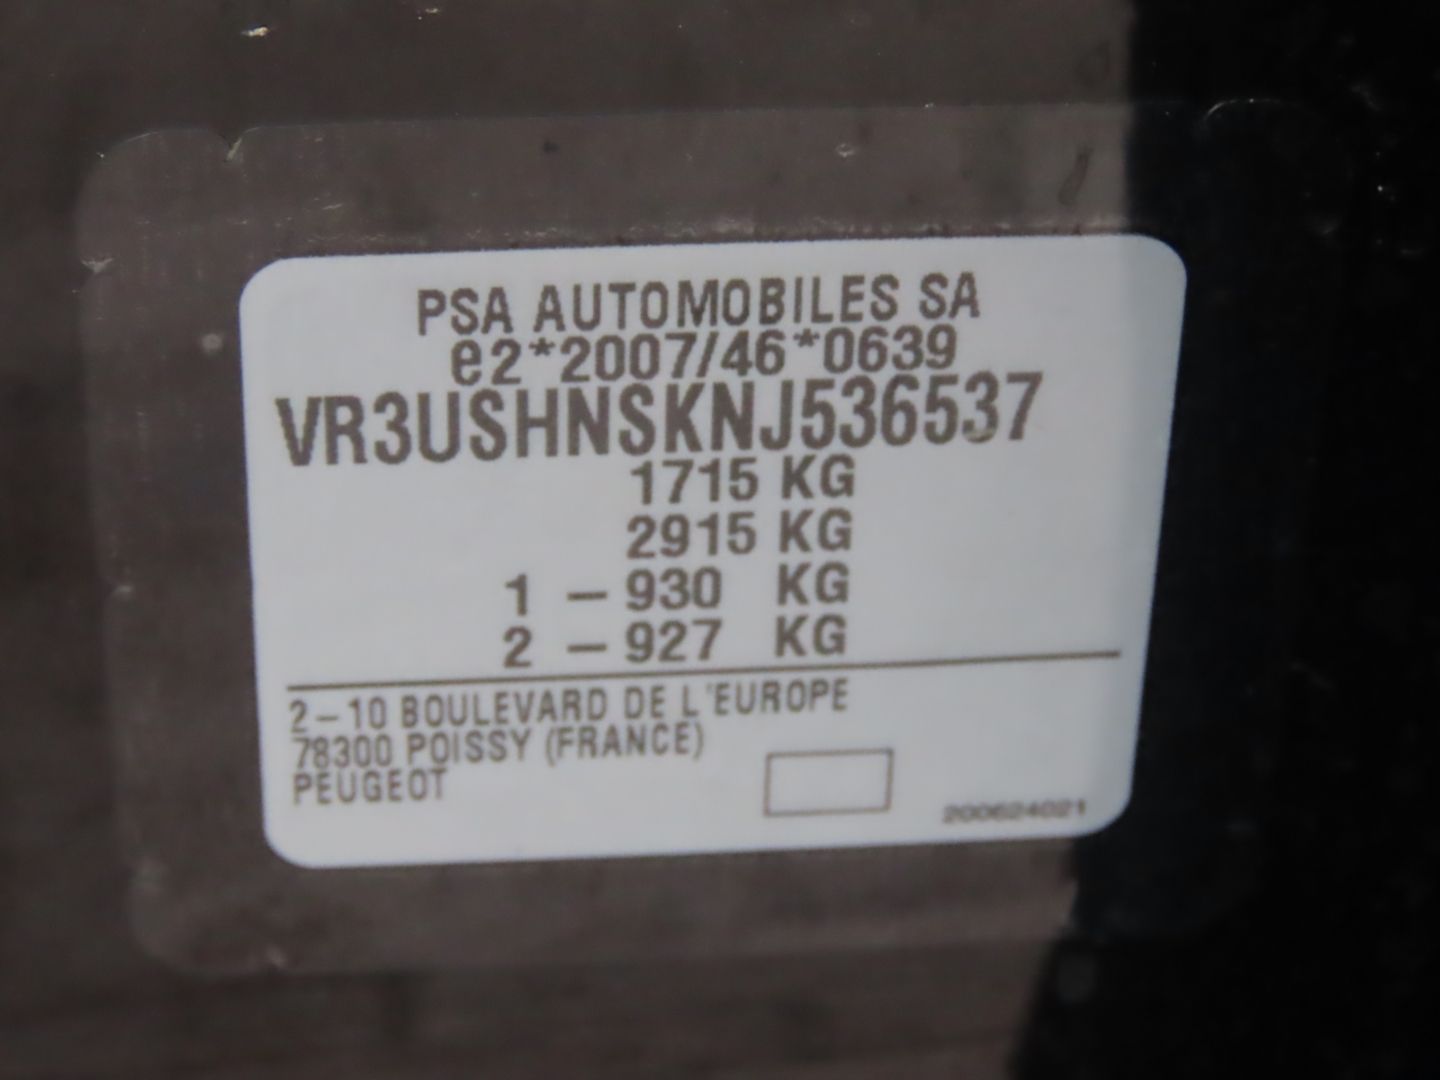 PSA AUTOMOBILES SA
e2*2007/46*0639
VR3USHNSKNJ536537
1715 KG
2915 KG
1 – 930 KG
2 – 927 KG
2–10 BOULEVARD DE L'EUROPE
78300 POISSY (FRANCE)
PEUGEOT
200624021